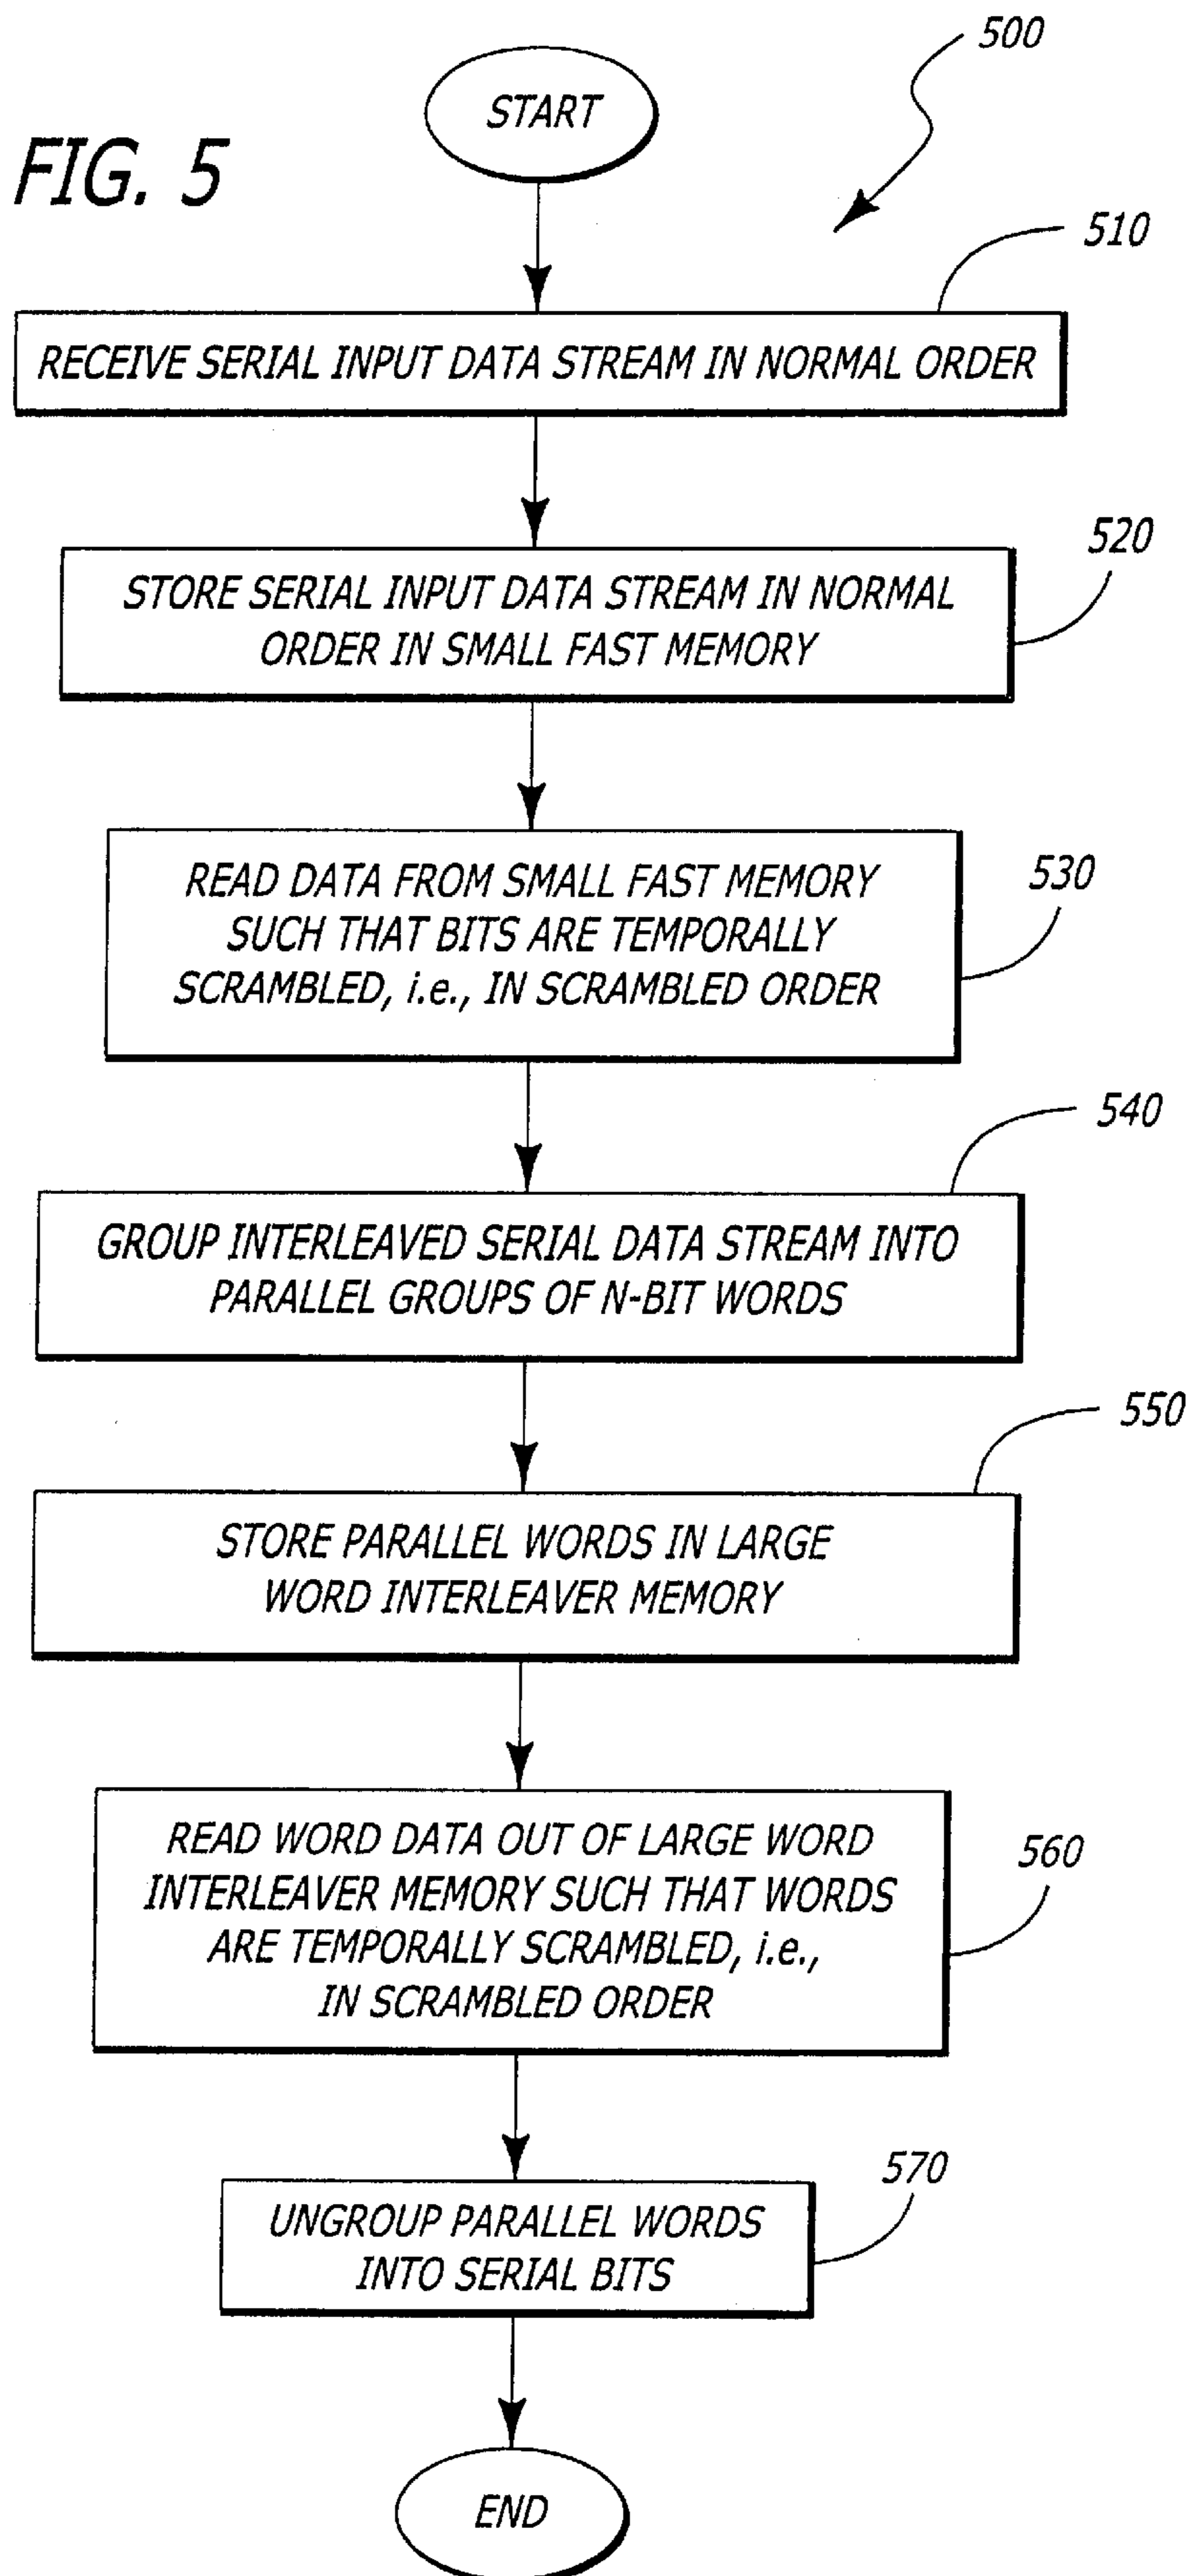 500
START
FIG. 5
510
RECEIVE SERIAL INPUT DATA STREAM IN NORMAL ORDER
520
STORE SERIAL INPUT DATA STREAM IN NORMAL
ORDER IN SMALL FAST MEMORY
530
READ DATA FROM SMALL FAST MEMORY
SUCH THAT BITS ARE TEMPORALLY
SCRAMBLED, i.e., IN SCRAMBLED ORDER
540
GROUP INTERLEAVED SERIAL DATA STREAM INTO
PARALLEL GROUPS OF N-BIT WORDS
550
STORE PARALLEL WORDS IN LARGE
WORD INTERLEAVER MEMORY
560
READ WORD DATA OUT OF LARGE WORD
INTERLEAVER MEMORY SUCH THAT WORDS
ARE TEMPORALLY SCRAMBLED, i.e.,
IN SCRAMBLED ORDER
570
UNGROUP PARALLEL WORDS
INTO SERIAL BITS
END